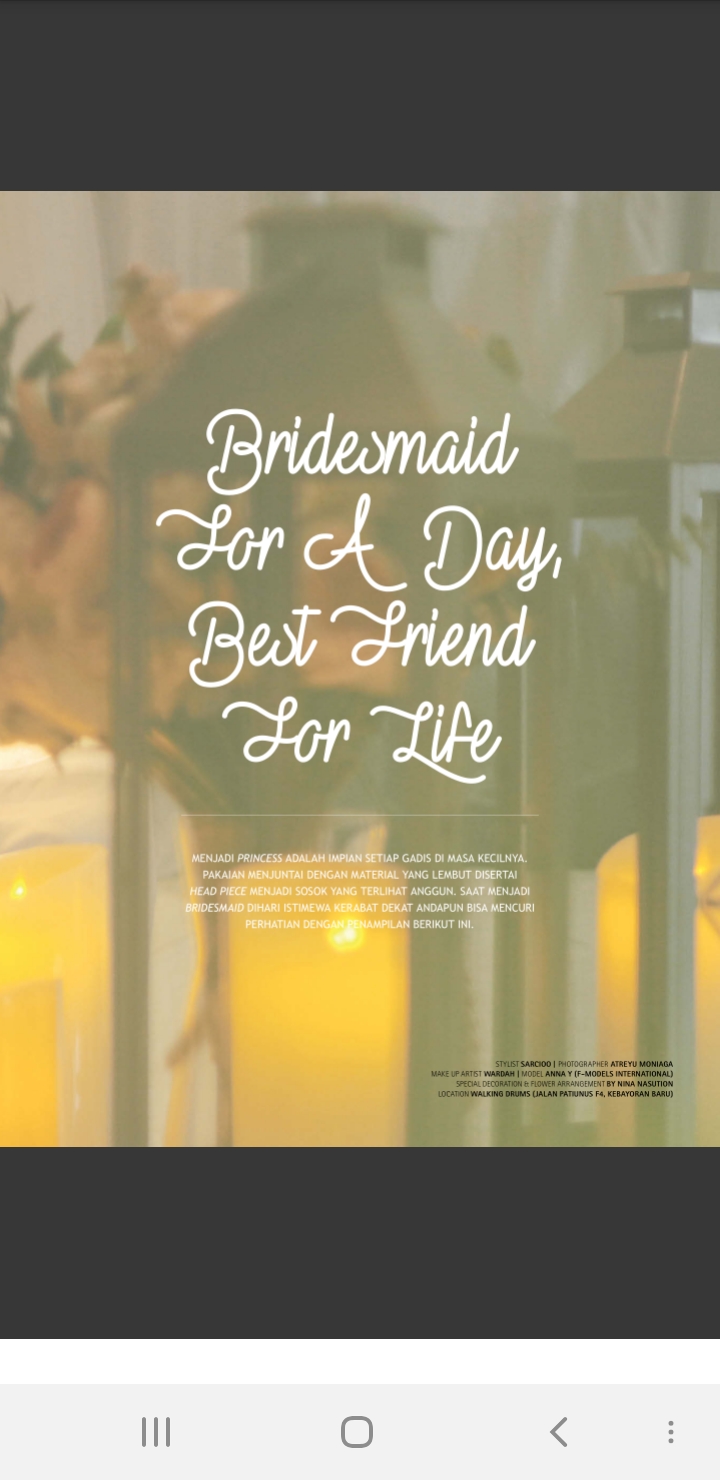 Bridesmaid
For A Day,
Best Friend
For Life
MENJADI PRINCESS ADALAH IMPIAN SETIAP GADIS DI MASA KECILNYA.
PAKAIAN MENJUNTAI DENGAN MATERIAL YANG LEMBUT DISERTAI
HEAD PIECE MENJADI SOSOK YANG TERLIHAT ANGGUN. SAAT MENJADI
BRIDESMAID DIHARI ISTIMEWA KERABAT DEKAT ANDAPUN BISA MENCURI
PERHATIAN DENGAN PENAMPILAN BERIKUT INI.
STYLIST SARCIOO | PHOTOGRAPHER ATREYU MONIAGA
MAKE UP ARTIST WARDAH | MODEL ANNA Y (F-MODELS INTERNATIONAL)
SPECIAL DECORATION & FLOWER ARRANGEMENT BY NINA NASUTION
LOCATION WALKING DRUMS (JALAN PATIUNUS F4, KEBAYORAN BARU)